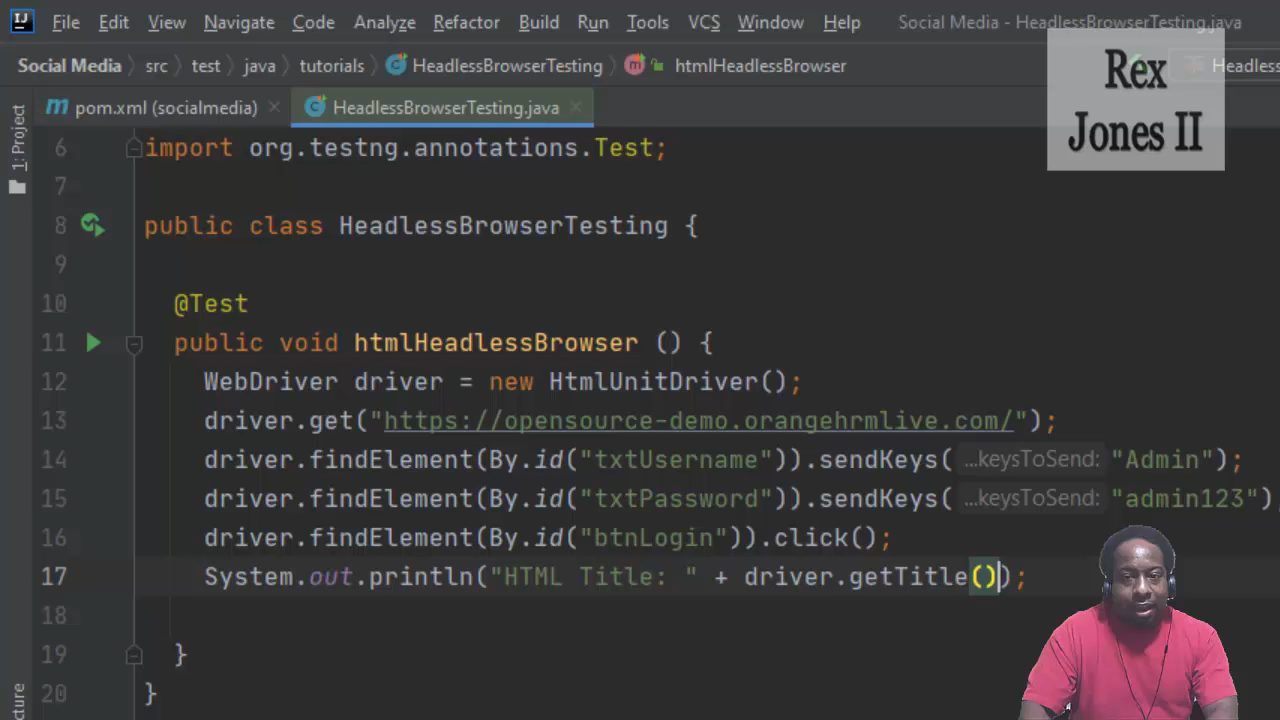 File Edit View Navigate Code Analyze Refactor Build Run Tools VCS Window Help Social Media - HeadlessBrowserTesting.java
Social Media src test java tutorials HeadlessBrowserTesting htmlHeadlessBrowser Headless
Rex
Jones II
pom.xml (socialmedia) HeadlessBrowserTesting.java
1: Project
6 import org.testng.annotations.Test;
7
8 public class HeadlessBrowserTesting {
9
10 @Test
11 public void htmlHeadlessBrowser () {
12 WebDriver driver = new HtmlUnitDriver();
13 driver.get("https://opensource-demo.orangehrmlive.com/");
14 driver.findElement(By.id("txtUsername")).sendKeys( ...keysToSend: "Admin");
15 driver.findElement(By.id("txtPassword")).sendKeys( ...keysToSend: "admin123")
16 driver.findElement(By.id("btnLogin")).click();
17 System.out.println("HTML Title: " + driver.getTitle());
18
19 }
20 }